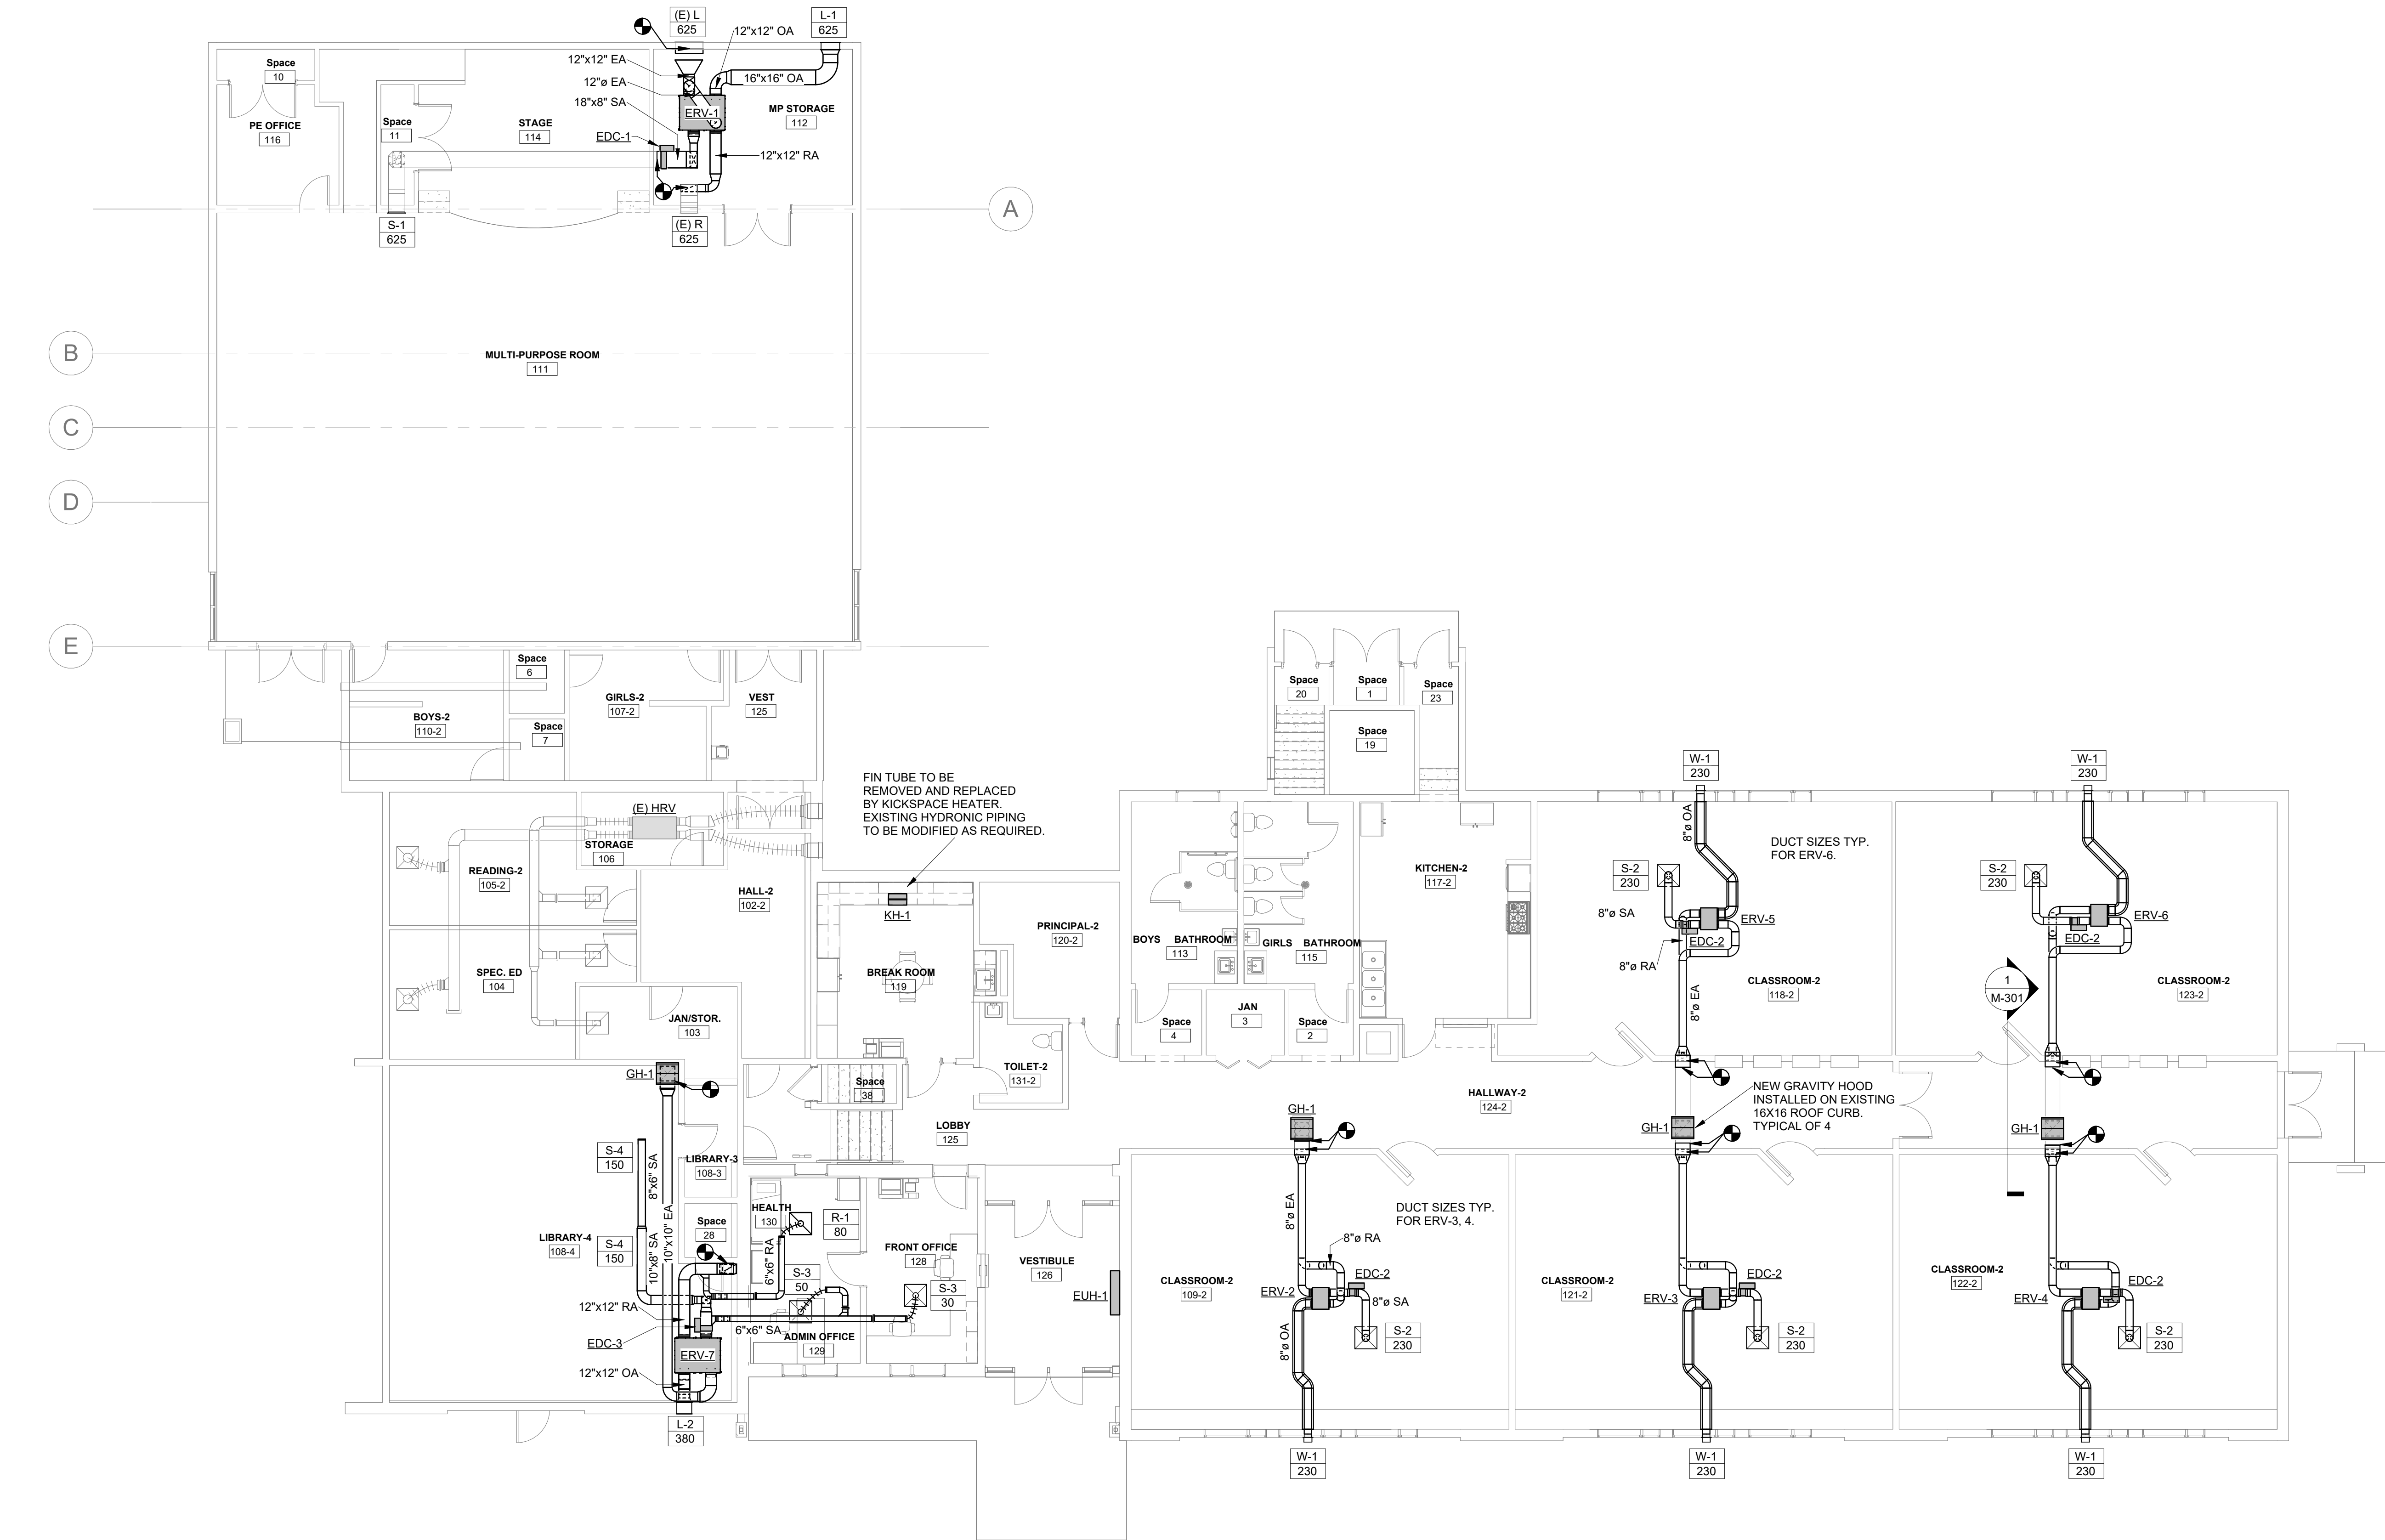 (E) L
625
L-1
625
12"x12" OA
12"x12" EA
16"x16" OA
12"ø EA
18"x8" SA
ERV-1
MP STORAGE
112
Space
10
PE OFFICE
116
Space
11
STAGE
114
EDC-1
12"x12" RA
S-1
625
(E) R
625
A
B
MULTI-PURPOSE ROOM
111
C
D
E
Space
6
GIRLS-2
107-2
VEST
125
BOYS-2
110-2
Space
7
Space
20
Space
1
Space
23
Space
19
FIN TUBE TO BE
REMOVED AND REPLACED
BY KICKSPACE HEATER.
EXISTING HYDRONIC PIPING
TO BE MODIFIED AS REQUIRED.
(E) HRV
STORAGE
106
READING-2
105-2
HALL-2
102-2
KH-1
PRINCIPAL-2
120-2
BREAK ROOM
119
SPEC. ED
104
JAN/STOR.
103
BOYS BATHROOM
113
GIRLS BATHROOM
115
KITCHEN-2
117-2
Space
4
JAN
3
Space
2
TOILET-2
131-2
Space
38
LOBBY
125
HALLWAY-2
124-2
W-1
230
8"ø OA
DUCT SIZES TYP.
FOR ERV-6.
S-2
230
8"ø SA
ERV-5
EDC-2
8"ø RA
8"ø EA
CLASSROOM-2
118-2
W-1
230
S-2
230
ERV-6
EDC-2
1
M-301
CLASSROOM-2
123-2
NEW GRAVITY HOOD
INSTALLED ON EXISTING
16X16 ROOF CURB.
TYPICAL OF 4
GH-1
GH-1
GH-1
GH-1
S-4
150
8"x6" SA
LIBRARY-3
108-3
10"x10" EA
LIBRARY-4
108-4
S-4
150
10"x8" SA
Space
28
HEALTH
130
R-1
80
6"x6" RA
S-3
50
FRONT OFFICE
128
S-3
30
VESTIBULE
126
EUH-1
12"x12" RA
EDC-3
6"x6" SA
ADMIN OFFICE
129
ERV-7
12"x12" OA
L-2
380
8"ø EA
DUCT SIZES TYP.
FOR ERV-3, 4.
8"ø RA
CLASSROOM-2
109-2
ERV-2
EDC-2
8"ø SA
8"ø OA
S-2
230
W-1
230
CLASSROOM-2
121-2
ERV-3
EDC-2
S-2
230
W-1
230
CLASSROOM-2
122-2
ERV-4
EDC-2
S-2
230
W-1
230